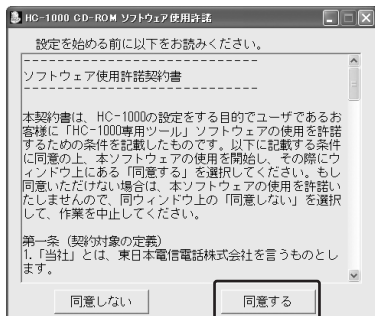 HC-1000 CD-ROM ソフトウェア使用許諾
設定を始める前に以下をお読みください。
------------------------------
ソフトウェア使用許諾契約書
------------------------------
本契約書は、HC-1000の設定をする目的でユーザであるお
客様に「HC-1000専用ツール」ソフトウェアの使用を許諾
するための条件を記載したものです。以下に記載する条件
に同意の上、本ソフトウェアの使用を開始し、その際にウ
ィンドウ上にある「同意する」を選択してください。もし
同意いただけない場合は、本ソフトウェアの使用を許諾い
たしませんので、同ウィンドウ上の「同意しない」を選択
して、作業を中止してください。
第一条（契約対象の定義）
1.「当社」とは、東日本電信電話株式会社を言うものとし
ます。
同意しない 同意する